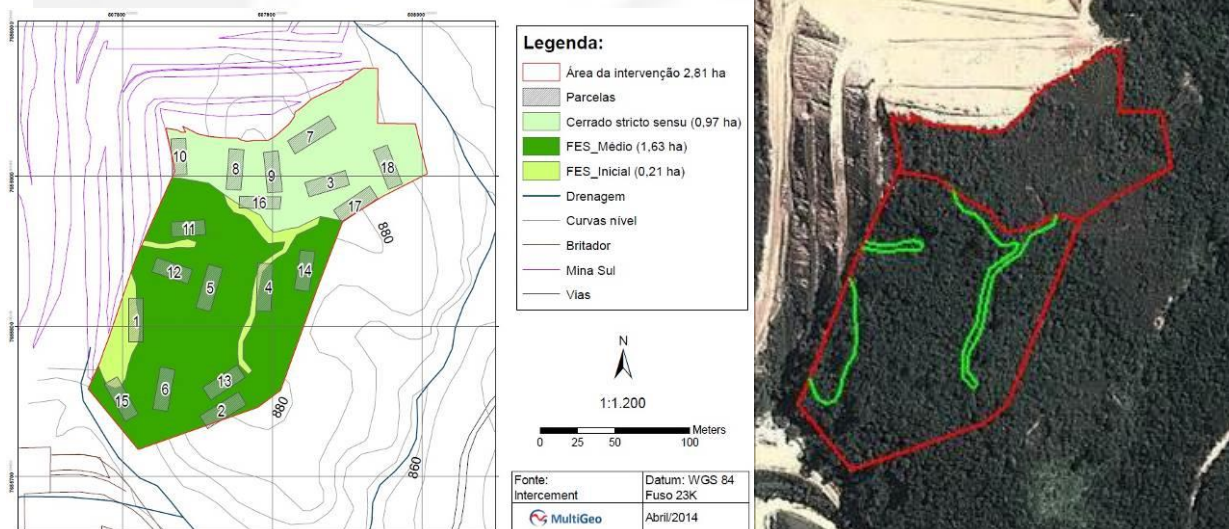 10
7
8
9
3
18
16
17
11
12
5
4
14
1
6
13
15
2
880
880
860
Legenda:
Área da intervenção 2,81 ha
Parcelas
Cerrado stricto sensu (0,97 ha)
FES_Médio (1,63 ha)
FES_Inicial (0,21 ha)
Drenagem
Curvas nível
Britador
Mina Sul
Vias
N
1:1.200
Meters
0 25 50 100
Fonte:
Intercement
Datum: WGS 84
Fuso 23K
MultiGeo
Abril/2014